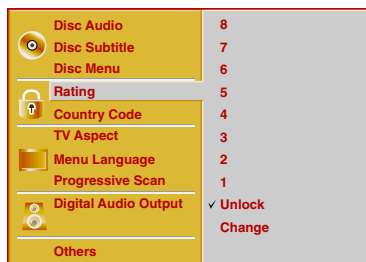 Disc Audio
Disc Subtitle
Disc Menu
Rating
Country Code
TV Aspect
Menu Language
Progressive Scan
Digital Audio Output
Others
8
7
6
5
4
3
2
1
✓ Unlock
Change